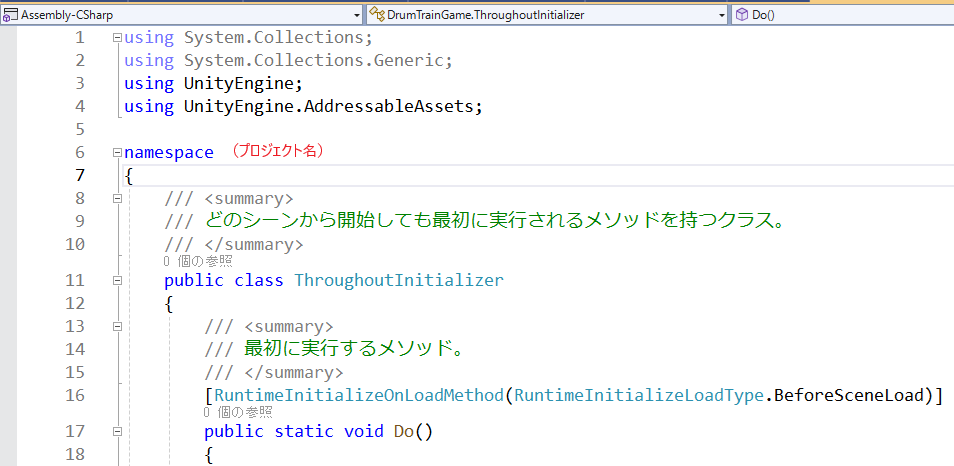 Assembly-CSharp DrumTrainGame.ThroughoutInitializer Do()
1 using System.Collections;
2 using System.Collections.Generic;
3 using UnityEngine;
4 using UnityEngine.AddressableAssets;
5
6 namespace （プロジェクト名）
7 {
8 /// <summary>
9 /// どのシーンから開始しても最初に実行されるメソッドを持つクラス。
10 /// </summary>
0 個の参照
11 public class ThroughoutInitializer
12 {
13 /// <summary>
14 /// 最初に実行するメソッド。
15 /// </summary>
16 [RuntimeInitializeOnLoadMethod(RuntimeInitializeLoadType.BeforeSceneLoad)]
0 個の参照
17 public static void Do()
18 {